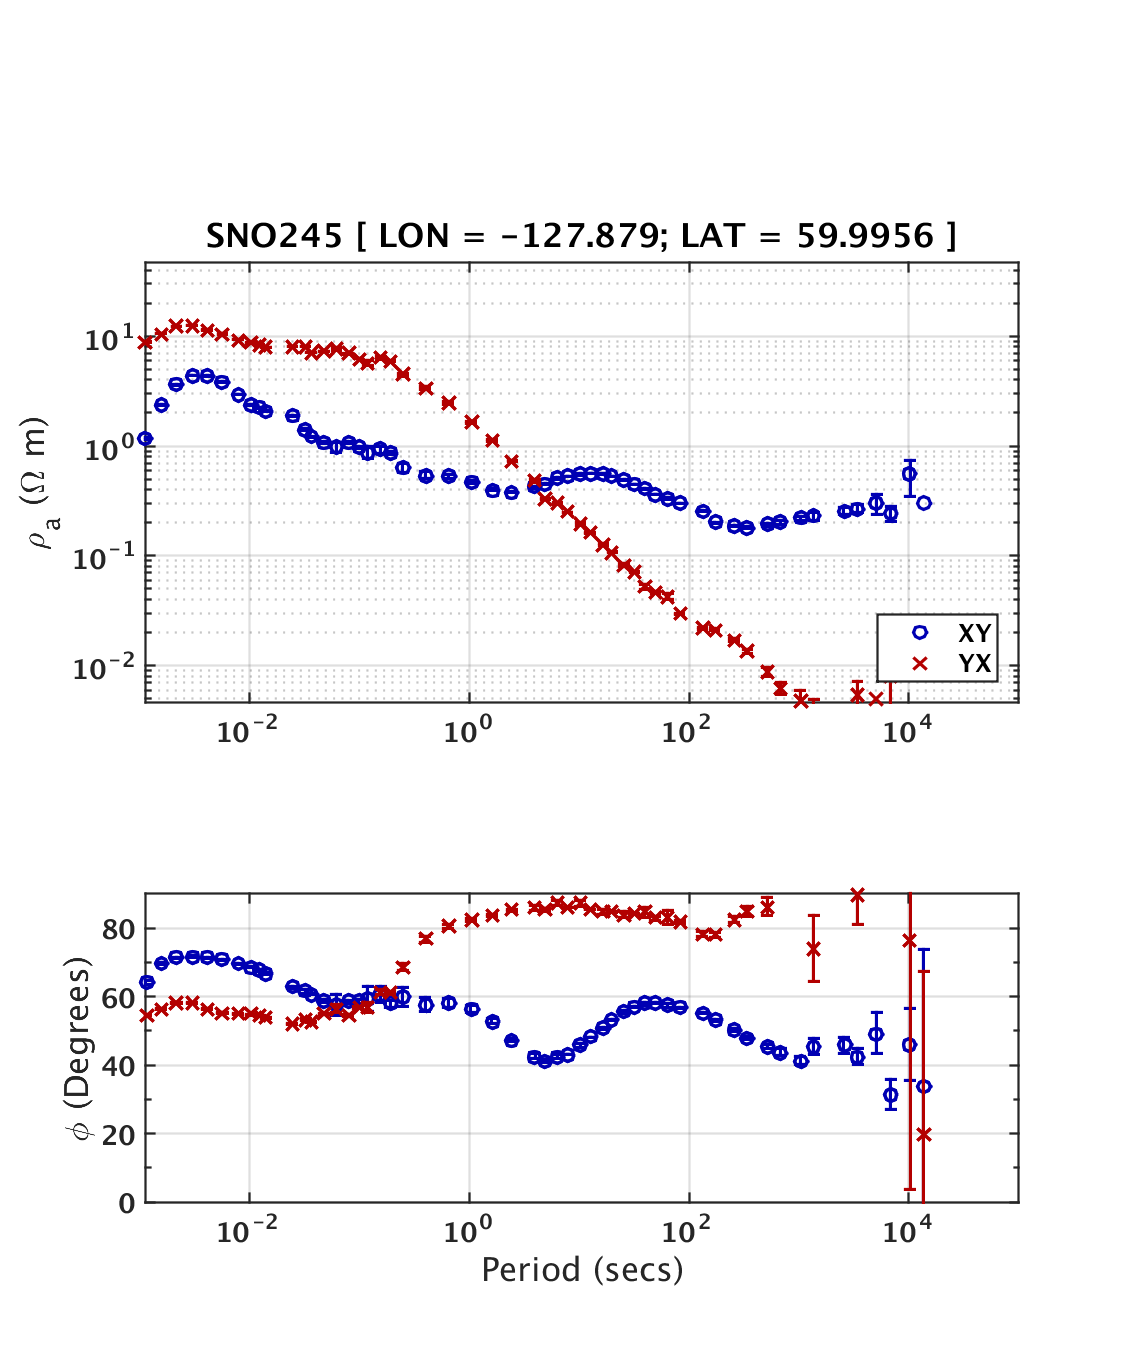 SNO245 [ LON = -127.879; LAT = 59.9956 ]
ρa (Ω m)
10^1
10^0
10^-1
10^-2
XY
YX
10^-2 10^0 10^2 10^4
ϕ (Degrees)
80
60
40
20
0
10^-2 10^0 10^2 10^4
Period (secs)